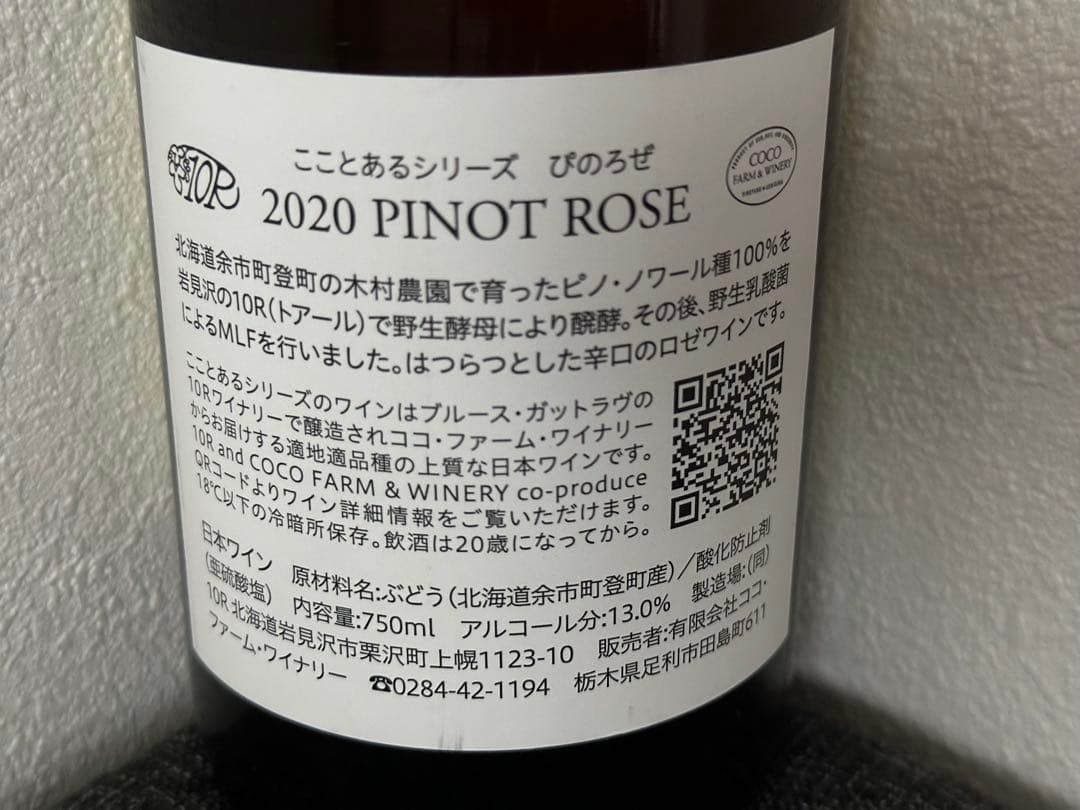 10R
こことあるシリーズ　ぴのろぜ
PRODUCT OF
COCO
FARM & WINERY
2020 PINOT ROSE
北海道余市町登町の木村農園で育ったピノ・ノワール種100%を
岩見沢の10R(トアール)で野生酵母により醗酵。その後、野生乳酸菌
によるMLFを行いました。はつらつとした辛口のロゼワインです。
こことあるシリーズのワインはブルース・ガットラヴの
10Rワイナリーで醸造されココ・ファーム・ワイナリー
からお届けする適地適品種の上質な日本ワインです。
10R and COCO FARM & WINERY co-produce
QRコードよりワイン詳細情報をご覧いただけます。
18℃以下の冷暗所保存。飲酒は20歳になってから。
日本ワイン　原材料名:ぶどう(北海道余市町登町産)/酸化防止剤
(亜硫酸塩)　内容量:750ml　アルコール分:13.0%　製造場:(同)
10R 北海道岩見沢市栗沢町上幌1123-10　販売者:有限会社ココ・
ファーム・ワイナリー　☎0284-42-1194　栃木県足利市田島町611